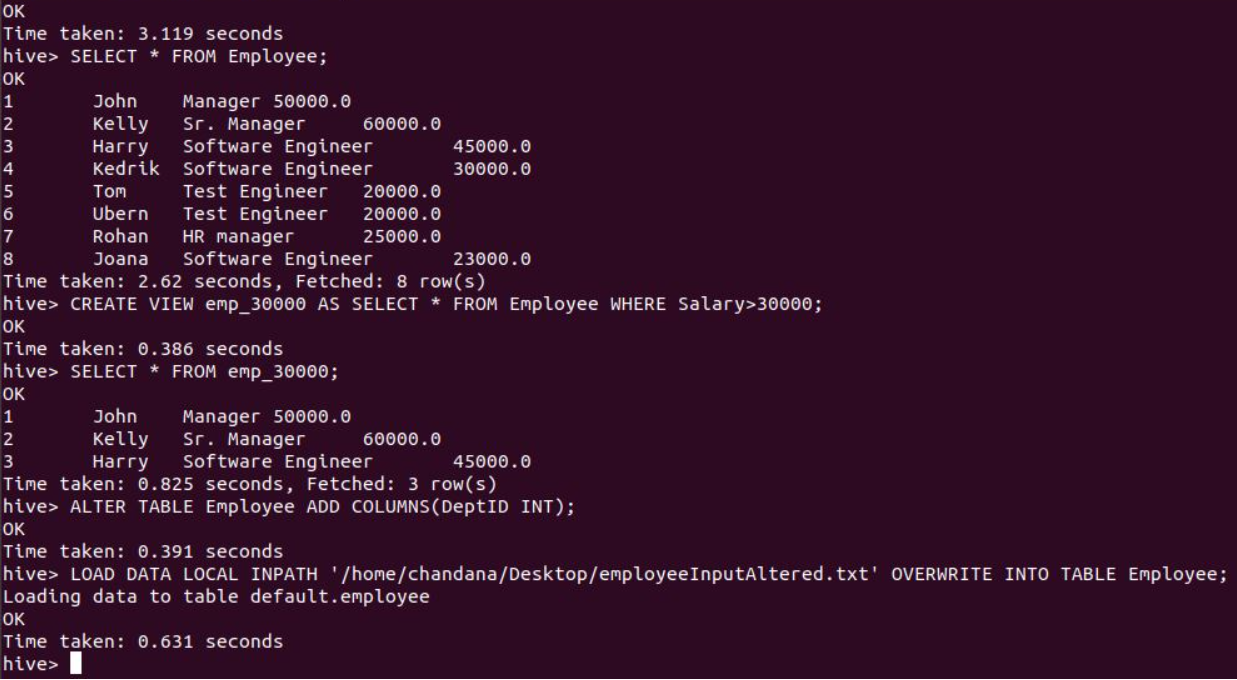 OK
Time taken: 3.119 seconds
hive> SELECT * FROM Employee;
OK
1	John	Manager 50000.0
2	Kelly	Sr. Manager	60000.0
3	Harry	Software Engineer	45000.0
4	Kedrik	Software Engineer	30000.0
5	Tom	Test Engineer	20000.0
6	Ubern	Test Engineer	20000.0
7	Rohan	HR manager	25000.0
8	Joana	Software Engineer	23000.0
Time taken: 2.62 seconds, Fetched: 8 row(s)
hive> CREATE VIEW emp_30000 AS SELECT * FROM Employee WHERE Salary>30000;
OK
Time taken: 0.386 seconds
hive> SELECT * FROM emp_30000;
OK
1	John	Manager 50000.0
2	Kelly	Sr. Manager	60000.0
3	Harry	Software Engineer	45000.0
Time taken: 0.825 seconds, Fetched: 3 row(s)
hive> ALTER TABLE Employee ADD COLUMNS(DeptID INT);
OK
Time taken: 0.391 seconds
hive> LOAD DATA LOCAL INPATH '/home/chandana/Desktop/employeeInputAltered.txt' OVERWRITE INTO TABLE Employee;
Loading data to table default.employee
OK
Time taken: 0.631 seconds
hive>